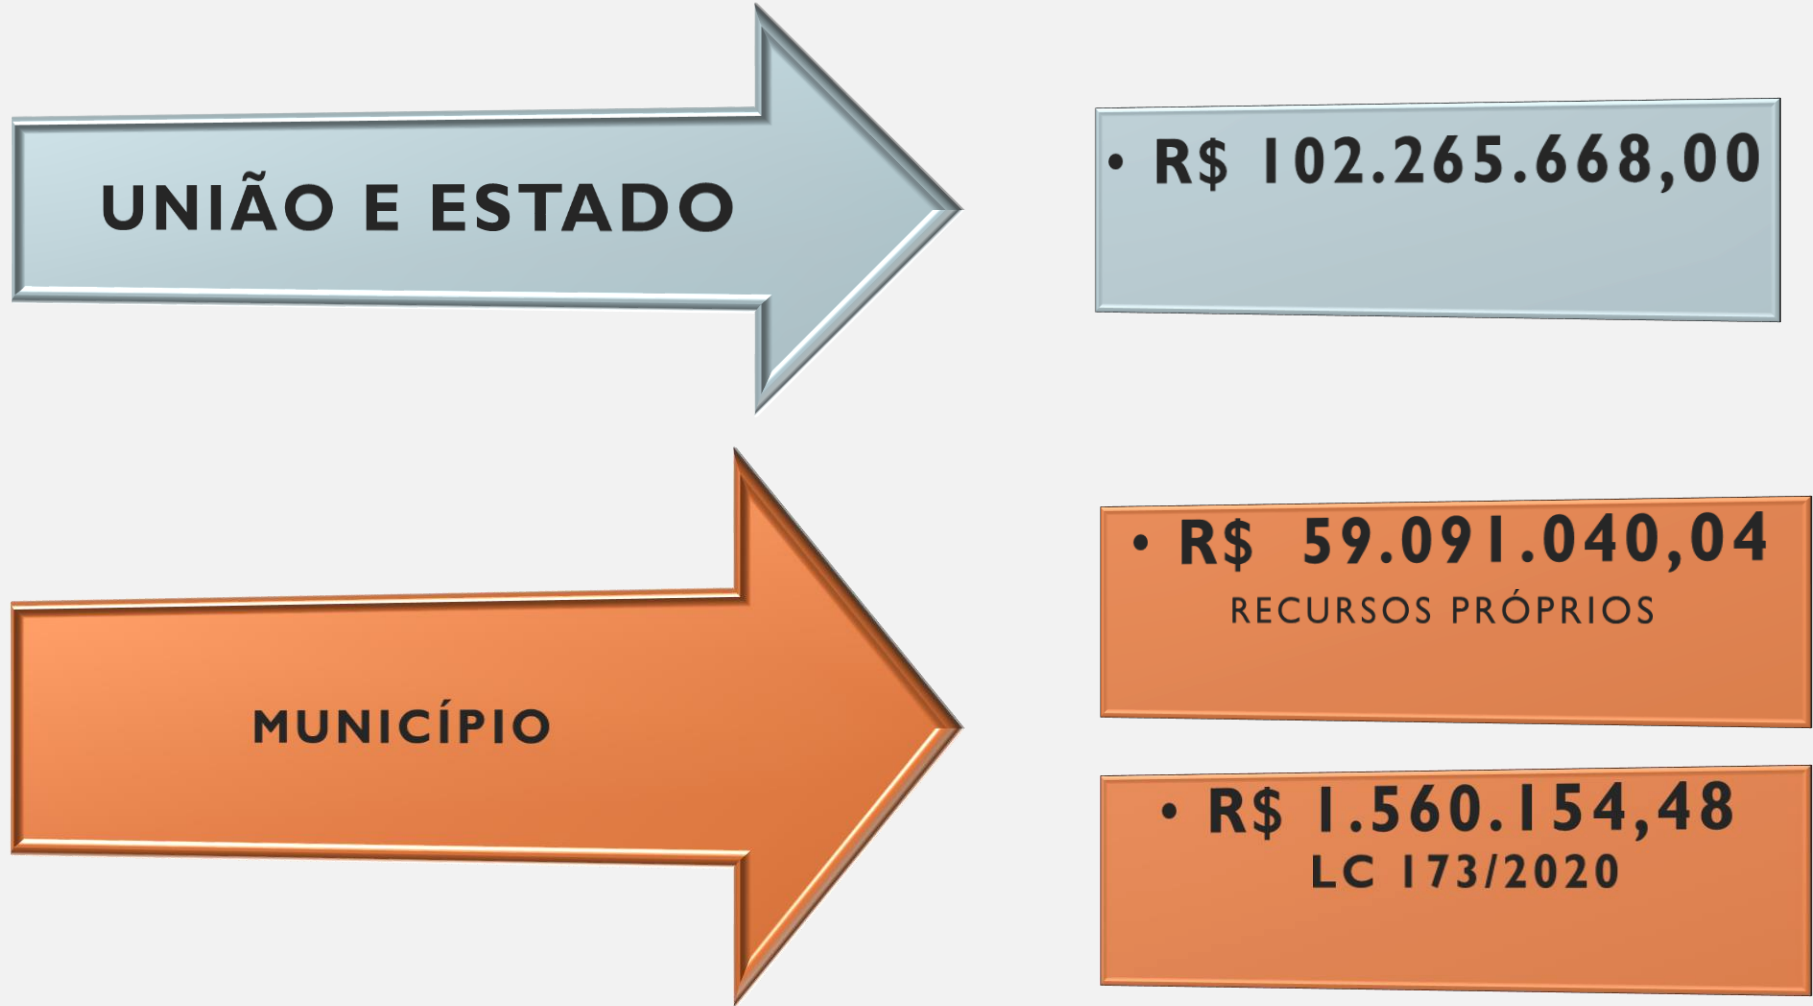 UNIÃO E ESTADO
• R$ 102.265.668,00
MUNICÍPIO
• R$ 59.091.040,04
RECURSOS PRÓPRIOS
• R$ 1.560.154,48
LC 173/2020